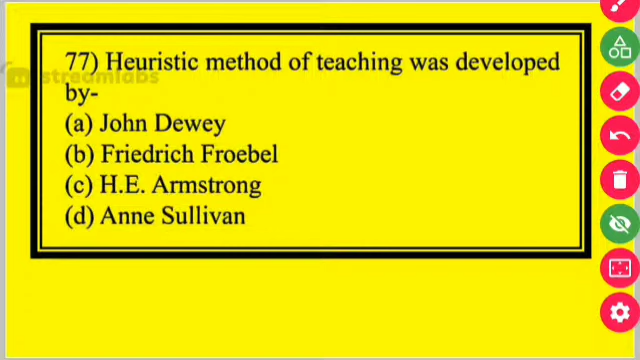 77) Heuristic method of teaching was developed
streamlabs
by-
(a) John Dewey
(b) Friedrich Froebel
(c) H.E. Armstrong
(d) Anne Sullivan